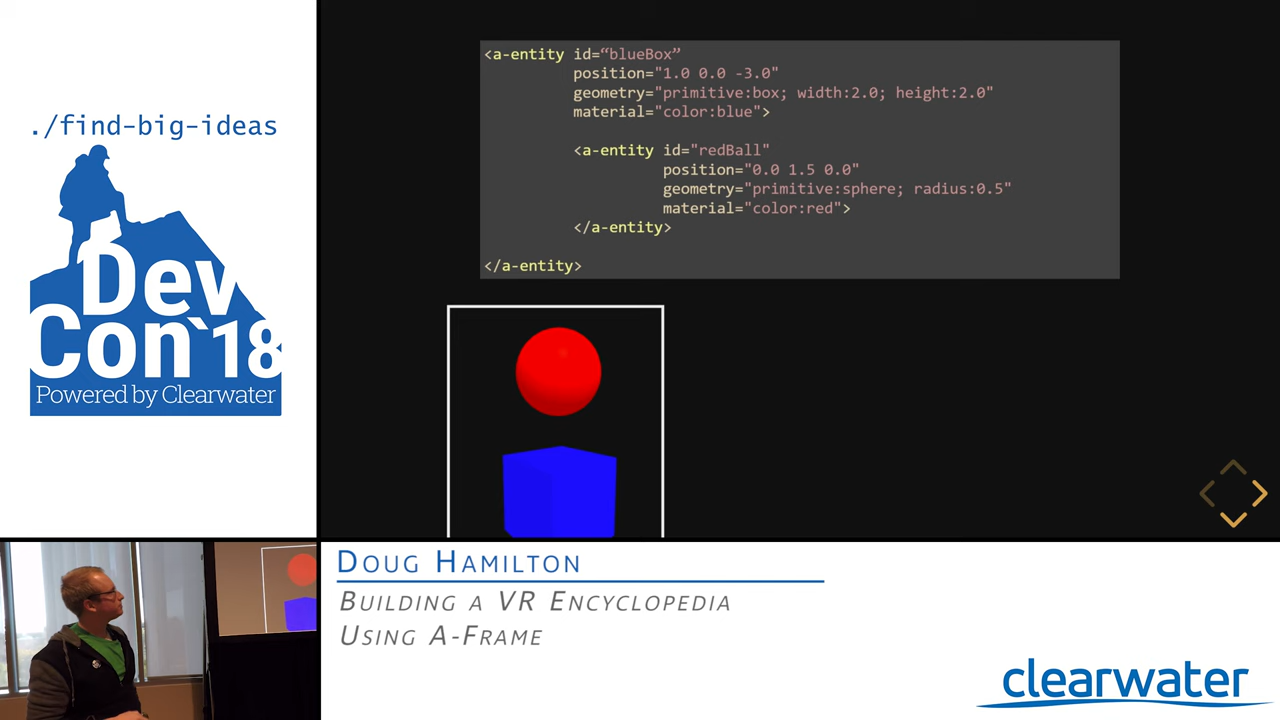 ./find-big-ideas
Dev
Con`18
Powered by Clearwater
<a-entity id=“blueBox”
position="1.0 0.0 -3.0"
geometry="primitive:box; width:2.0; height:2.0"
material="color:blue">
<a-entity id="redBall"
position="0.0 1.5 0.0"
geometry="primitive:sphere; radius:0.5"
material="color:red">
</a-entity>
</a-entity>
Doug Hamilton
Building a VR Encyclopedia
Using A-Frame
clearwater